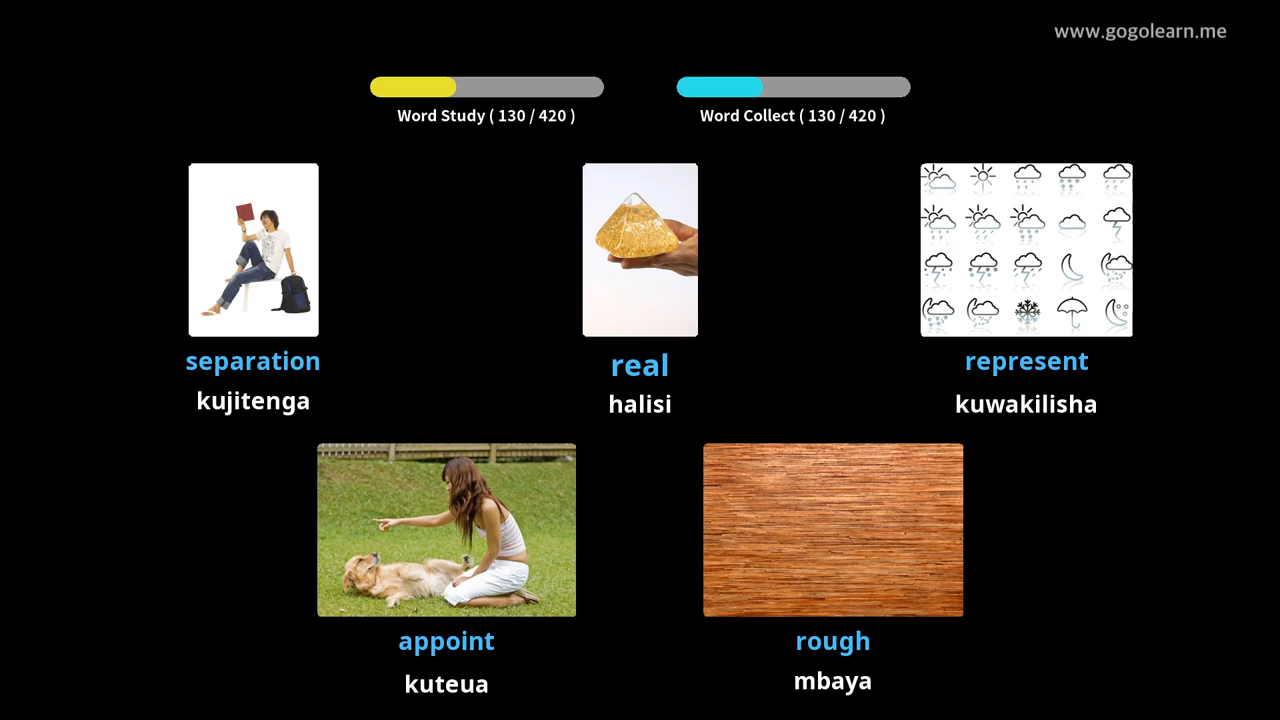 www.gogolearn.me
Word Study ( 130 / 420 )
Word Collect ( 130 / 420 )
separation
kujitenga
real
halisi
represent
kuwakilisha
appoint
kuteua
rough
mbaya